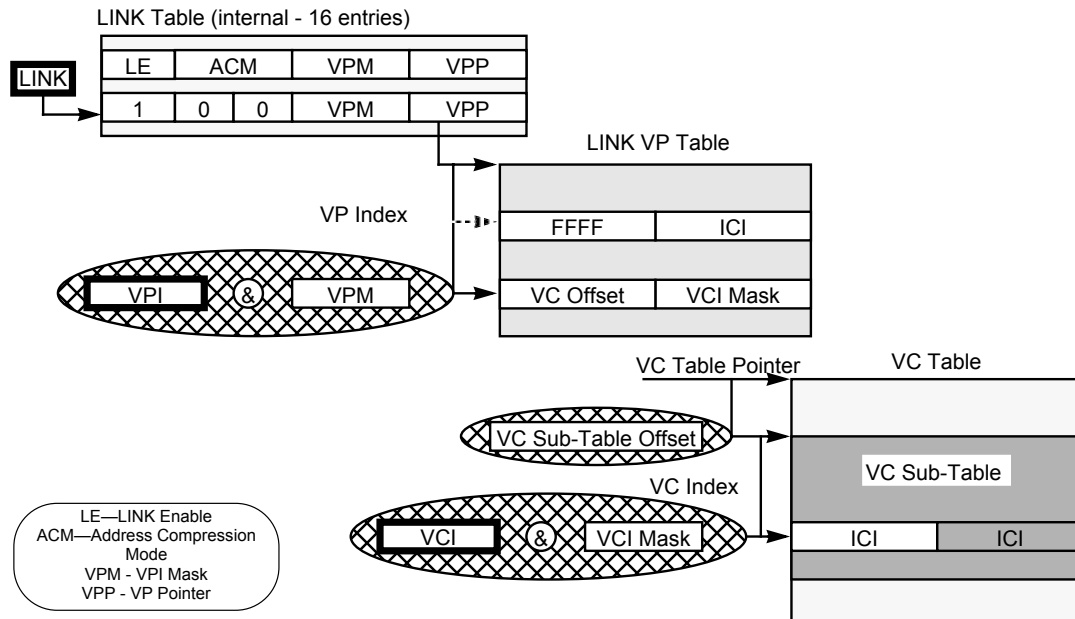 LINK Table (internal - 16 entries)
LE ACM VPM VPP
LINK
1 0 0 VPM VPP
LINK VP Table
VP Index
FFFF ICI
VPI & VPM
VC Offset VCI Mask
VC Table Pointer
VC Table
VC Sub-Table Offset
VC Sub-Table
VC Index
VCI & VCI Mask
ICI ICI
LE—LINK Enable
ACM—Address Compression
Mode
VPM - VPI Mask
VPP - VP Pointer